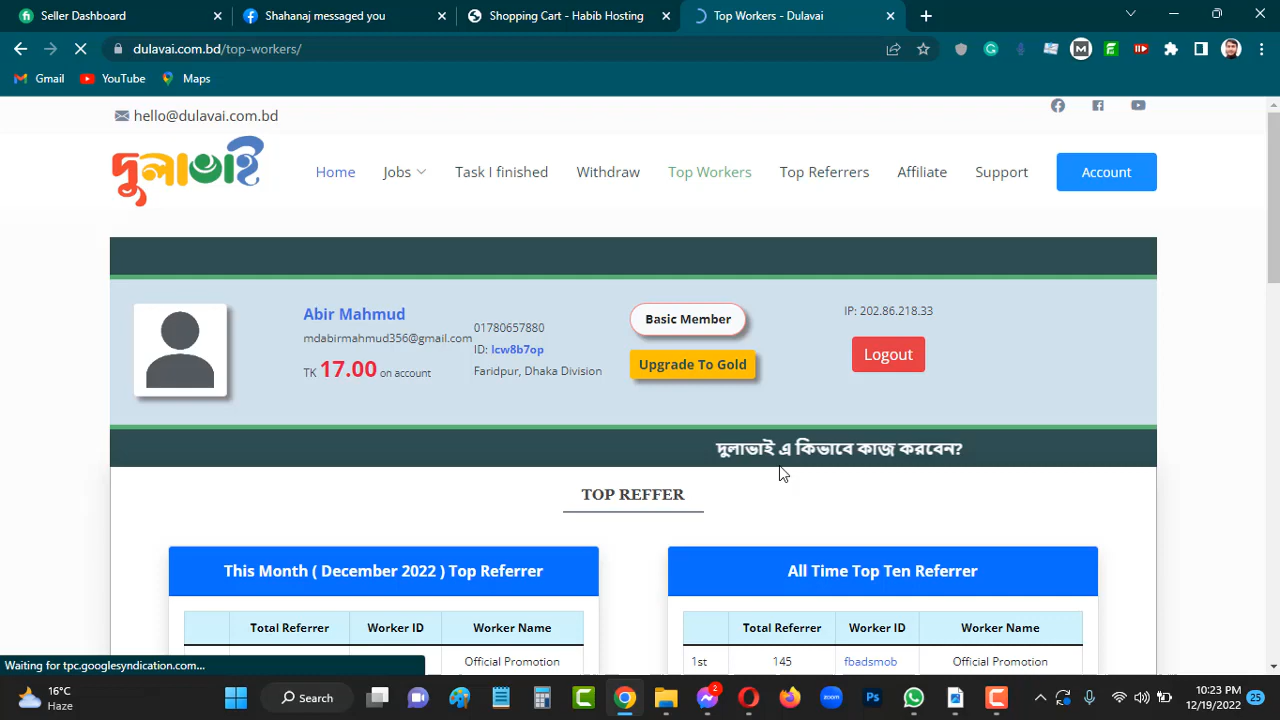 Seller Dashboard
Shahanaj messaged you
Shopping Cart - Habib Hosting
Top Workers - Dulavai
dulavai.com.bd/top-workers/
Gmail
YouTube
Maps
hello@dulavai.com.bd
দুলাভাই
Home
Jobs
Task I finished
Withdraw
Top Workers
Top Referrers
Affiliate
Support
Account
Abir Mahmud
mdabirmahmud356@gmail.com
TK 17.00 on account
01780657880
ID: lcw8b7op
Faridpur, Dhaka Division
Basic Member
Upgrade To Gold
IP: 202.86.218.33
Logout
দুলাভাই এ কিভাবে কাজ করবেন?
TOP REFFER
This Month ( December 2022 ) Top Referrer
Total Referrer Worker ID Worker Name
Official Promotion
All Time Top Ten Referrer
Total Referrer Worker ID Worker Name
1st 145 fbadsmob Official Promotion
Waiting for tpc.googlesyndication.com...
16°C
Haze
Search
2
zoom
Ps
10:23 PM
12/19/2022
25